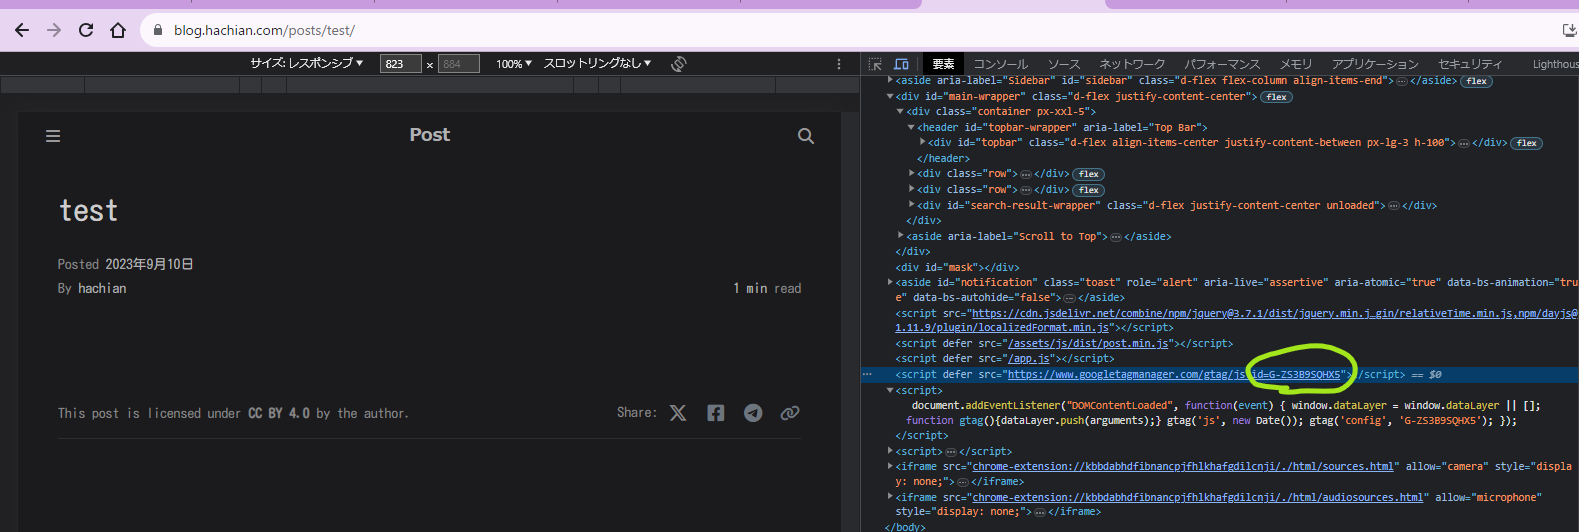 blog.hachian.com/posts/test/
サイズ: レスポンシブ ▼ 823 × 884 100% ▼ スロットリングなし ▼
要素 コンソール ソース ネットワーク パフォーマンス メモリ アプリケーション セキュリティ Lighthous
Post
test
Posted 2023年9月10日
By hachian
1 min read
This post is licensed under CC BY 4.0 by the author.
Share:
<aside aria-label="Sidebar" id="sidebar" class="d-flex flex-column align-items-end">…</aside> flex
<div id="main-wrapper" class="d-flex justify-content-center"> flex
<div class="container px-xxl-5">
<header id="topbar-wrapper" aria-label="Top Bar">
<div id="topbar" class="d-flex align-items-center justify-content-between px-lg-3 h-100">…</div> flex
</header>
<div class="row">…</div> flex
<div class="row">…</div> flex
<div id="search-result-wrapper" class="d-flex justify-content-center unloaded">…</div>
</div>
<aside aria-label="Scroll to Top">…</aside>
</div>
<div id="mask"></div>
<aside id="notification" class="toast" role="alert" aria-live="assertive" aria-atomic="true" data-bs-animation="tru
e" data-bs-autohide="false">…</aside>
<script src="https://cdn.jsdelivr.net/combine/npm/jquery@3.7.1/dist/jquery.min.j…gin/relativeTime.min.js,npm/dayjs@
1.11.9/plugin/localizedFormat.min.js"></script>
<script defer src="/assets/js/dist/post.min.js"></script>
<script defer src="/app.js"></script>
<script defer src="https://www.googletagmanager.com/gtag/js?id=G-ZS3B9SQHX5"></script> == $0
<script>
document.addEventListener("DOMContentLoaded", function(event) { window.dataLayer = window.dataLayer || [];
function gtag(){dataLayer.push(arguments);} gtag('js', new Date()); gtag('config', 'G-ZS3B9SQHX5'); });
</script>
<script>…</script>
<iframe src="chrome-extension://kbbdabhdfibnancpjfhlkhafgdilcnji/./html/sources.html" allow="camera" style="displa
y: none;">…</iframe>
<iframe src="chrome-extension://kbbdabhdfibnancpjfhlkhafgdilcnji/./html/audiosources.html" allow="microphone"
style="display: none;">…</iframe>
</body>